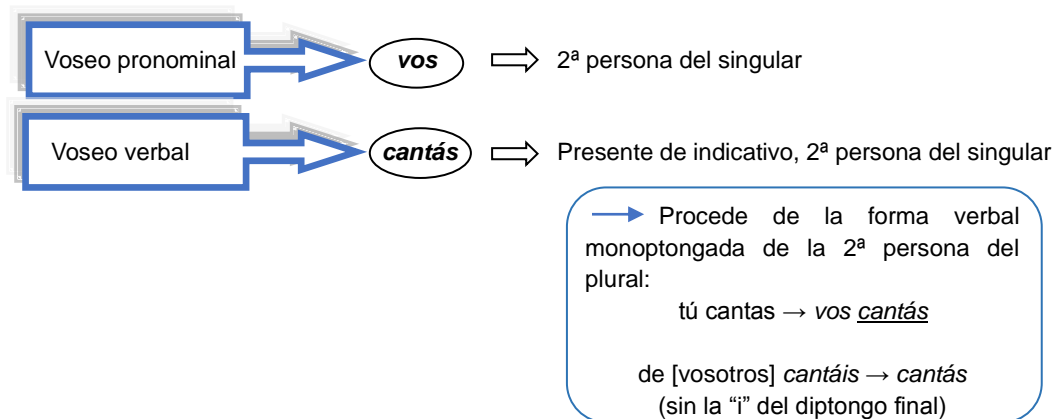 Voseo pronominal vos 2ª persona del singular
Voseo verbal cantás Presente de indicativo, 2ª persona del singular
Procede de la forma verbal
monoptongada de la 2ª persona del
plural:
tú cantas → vos cantás
de [vosotros] cantáis → cantás
(sin la “i” del diptongo final)